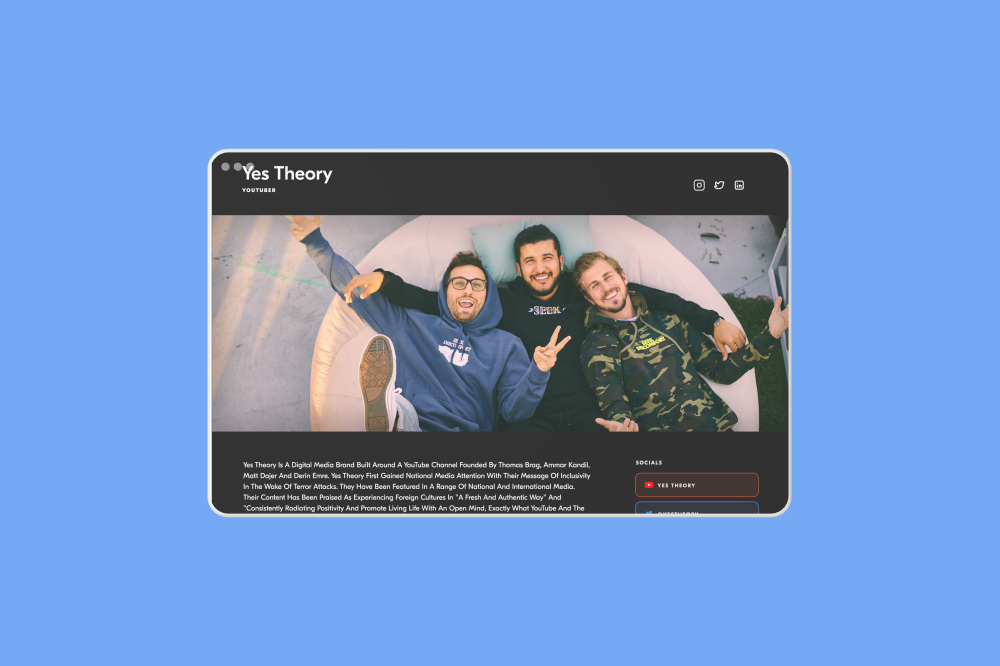 Yes Theory
YOUTUBER
SEEK
Yes Theory Is A Digital Media Brand Built Around A YouTube Channel Founded By Thomas Brag, Ammar Kandil,
Matt Dajer And Derin Emre. Yes Theory First Gained National Media Attention With Their Message Of Inclusivity
In The Wake Of Terror Attacks. They Have Been Featured In A Range Of National And International Media.
Their Content Has Been Praised As Experiencing Foreign Cultures In "A Fresh And Authentic Way" And
"Consistently Radiating Positivity And Promote Living Life With An Open Mind, Exactly What YouTube And The
SOCIALS
YES THEORY